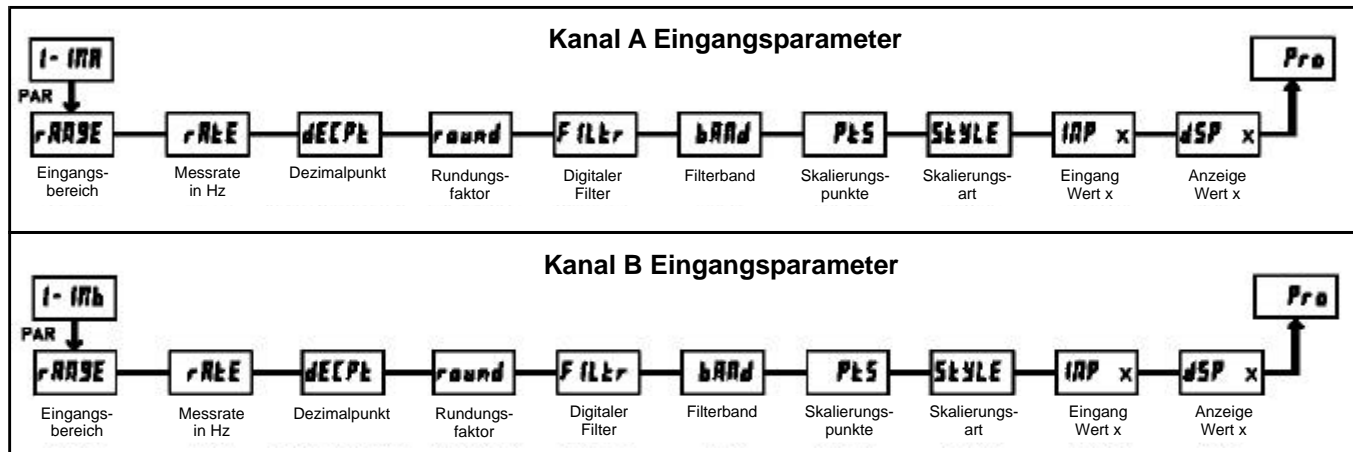 Kanal A Eingangsparameter
1-INA
Pro
PAR
rANGE rAtE dECPt round FILtr bANd PtS StYLE INP x dSP x
Eingangs- Messrate Dezimalpunkt Rundungs- Digitaler Filterband Skalierungs- Skalierungs- Eingang Anzeige
bereich in Hz faktor Filter punkte art Wert x Wert x
Kanal B Eingangsparameter
1-INb
Pro
PAR
rANGE rAtE dECPt round FILtr bANd PtS StYLE INP x dSP x
Eingangs- Messrate Dezimalpunkt Rundungs- Digitaler Filterband Skalierungs- Skalierungs- Eingang Anzeige
bereich in Hz faktor Filter punkte art Wert x Wert x